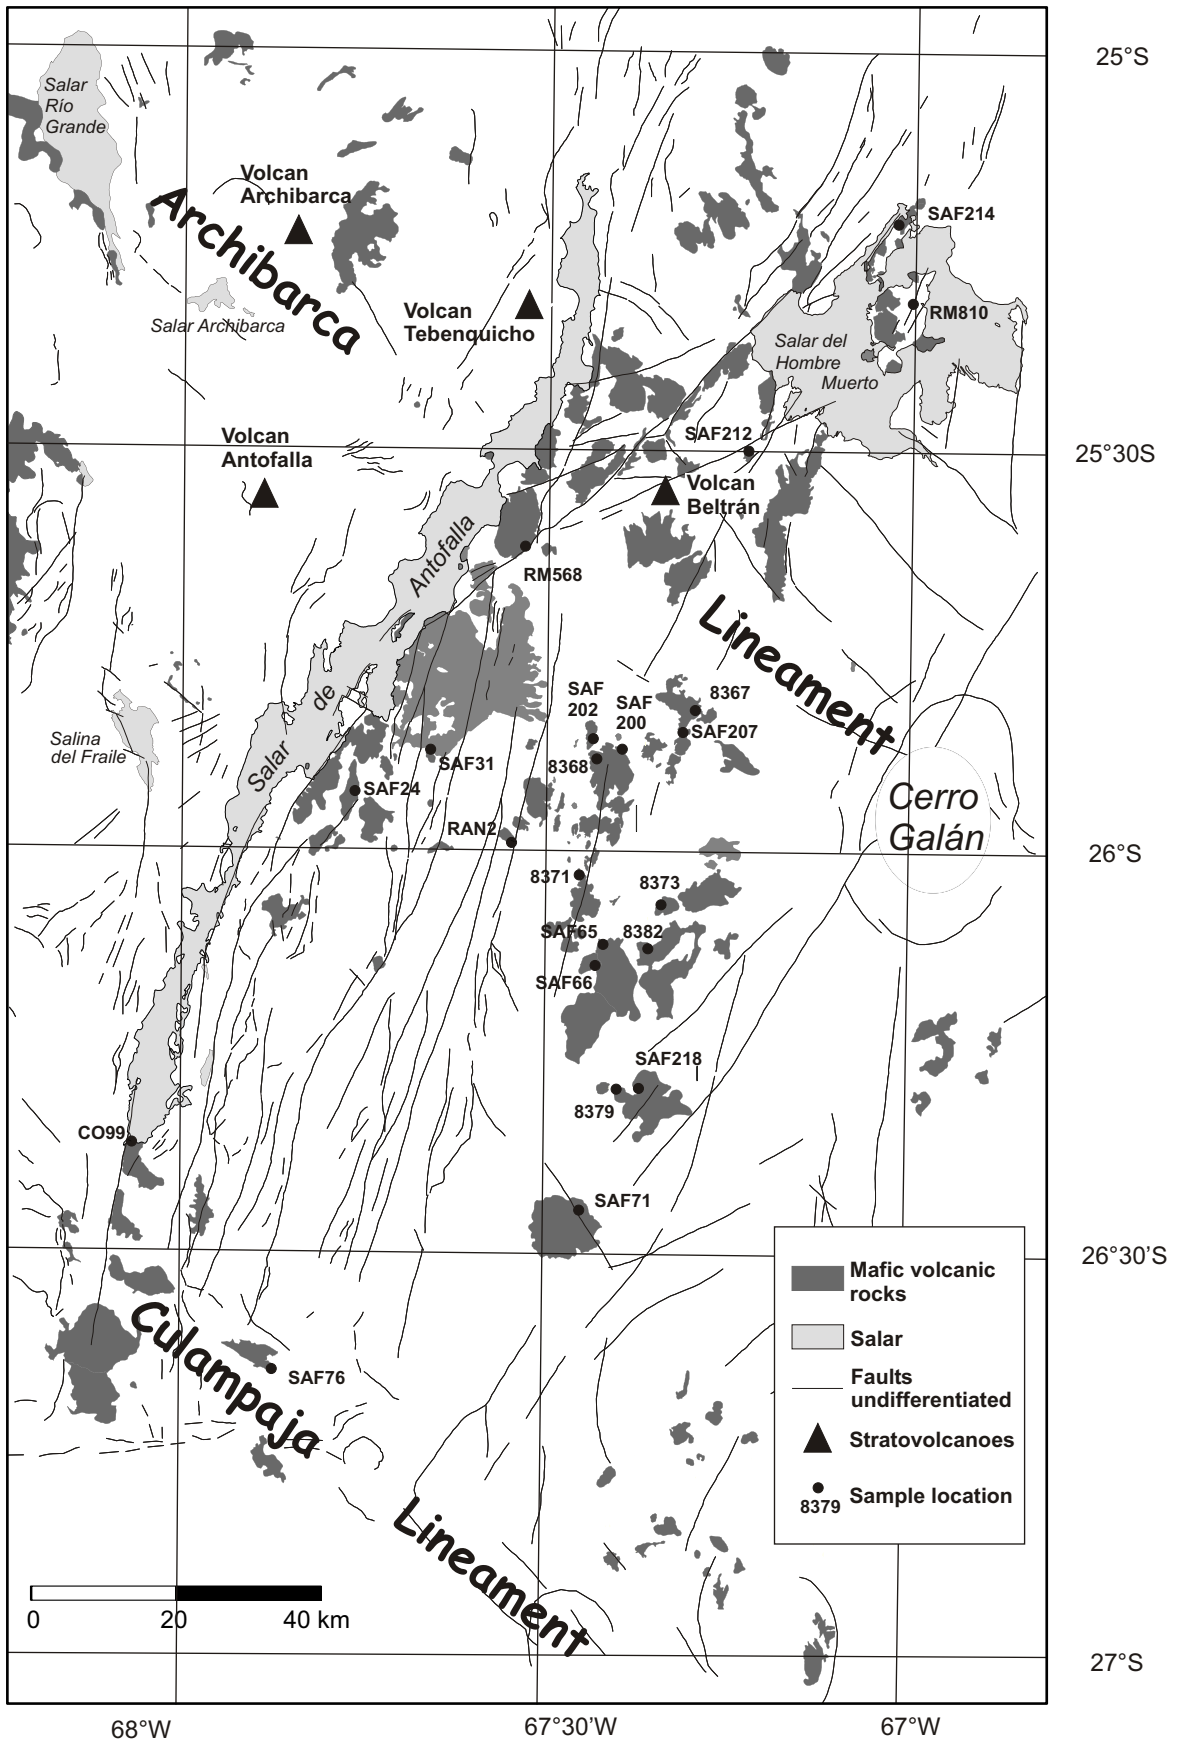 25°S
Salar
Río
Grande
Volcan
Archibarca
Archibarca
SAF214
Volcan
Tebenquicho
RM810
Salar Archibarca
Salar del
Hombre
Muerto
Volcan
Antofalla
SAF212
25°30S
Volcan
Beltrán
RM568
Salar de Antofalla
Lineament
SAF
202
SAF
200
8367
SAF207
Salina
del Fraile
SAF31
8368
SAF24
Cerro
Galán
RAN2
26°S
8371
8373
SAF65
8382
SAF66
SAF218
8379
CO99
SAF71
26°30'S
Mafic volcanic
rocks
Salar
Faults
undifferentiated
Stratovolcanoes
8379
Sample location
Culampaja
SAF76
Lineament
0 20 40 km
27°S
68°W 67°30'W 67°W